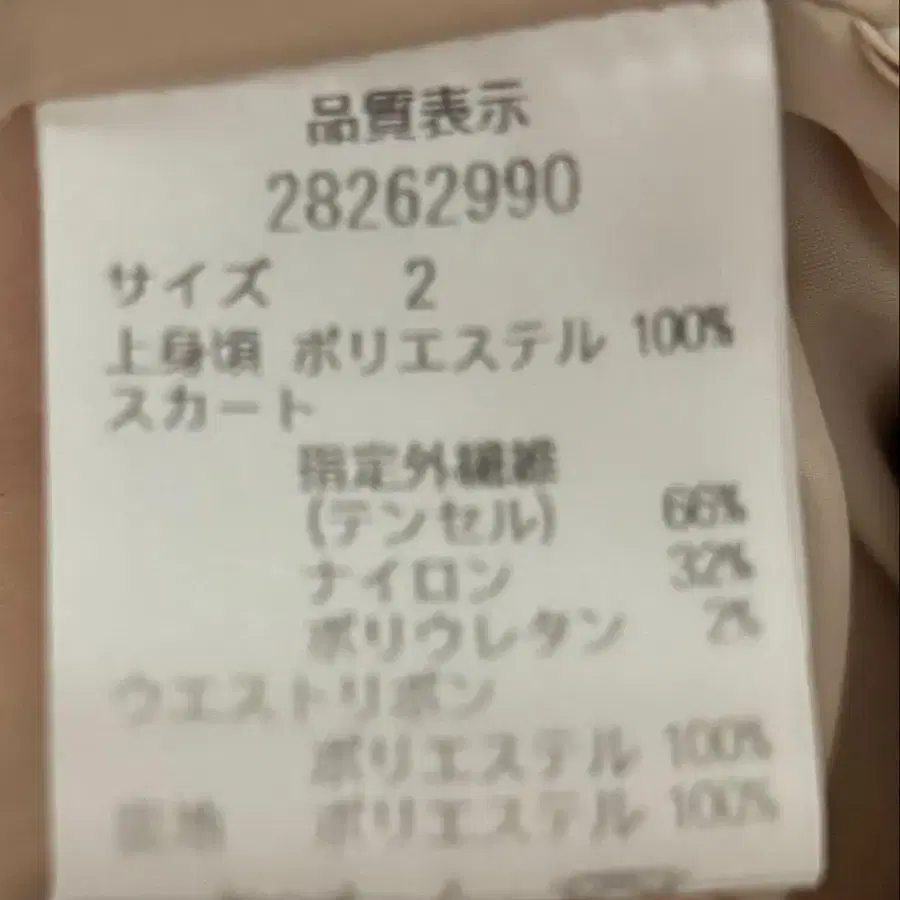 品質表示
28262990
サイズ 2
上身頃 ポリエステル 100%
スカート
指定外繊維
(テンセル) 66%
ナイロン 32%
ポリウレタン 2%
ウエストリボン
ポリエステル 100%
ポリエステル 100%